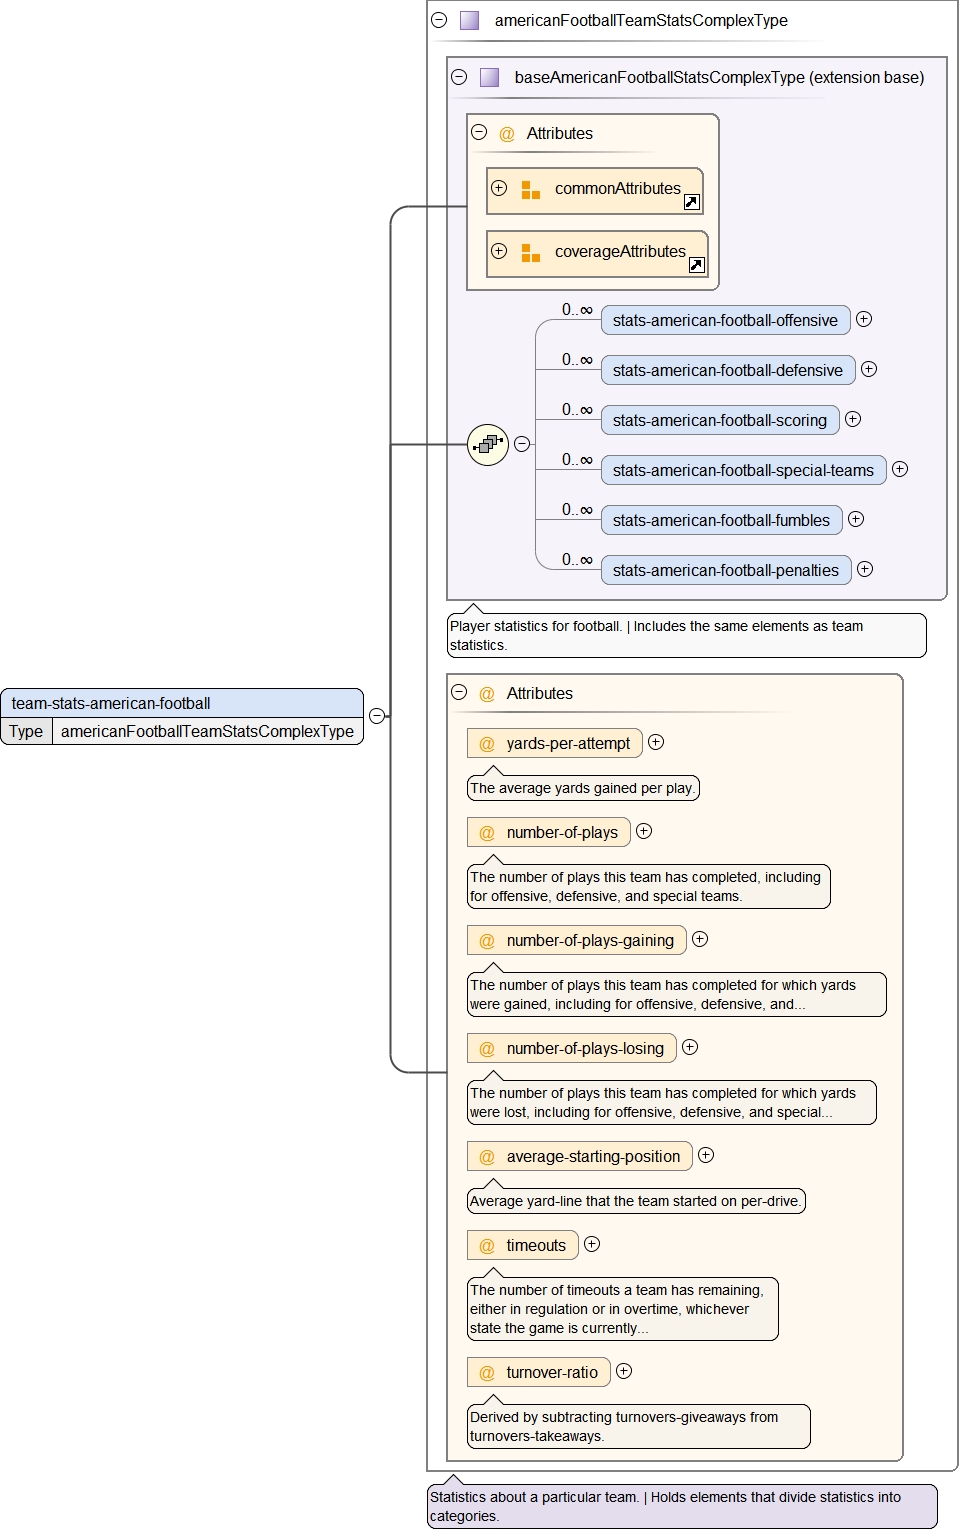 americanFootballTeamStatsComplexType
baseAmericanFootballStatsComplexType (extension base)
@ Attributes
commonAttributes
coverageAttributes
0..∞
stats-american-football-offensive
0..∞
stats-american-football-defensive
0..∞
stats-american-football-scoring
0..∞
stats-american-football-special-teams
0..∞
stats-american-football-fumbles
0..∞
stats-american-football-penalties
Player statistics for football. | Includes the same elements as team
statistics.
team-stats-american-football
Type americanFootballTeamStatsComplexType
@ Attributes
@ yards-per-attempt
The average yards gained per play.
@ number-of-plays
The number of plays this team has completed, including
for offensive, defensive, and special teams.
@ number-of-plays-gaining
The number of plays this team has completed for which yards
were gained, including for offensive, defensive, and...
@ number-of-plays-losing
The number of plays this team has completed for which yards
were lost, including for offensive, defensive, and special...
@ average-starting-position
Average yard-line that the team started on per-drive.
@ timeouts
The number of timeouts a team has remaining,
either in regulation or in overtime, whichever
state the game is currently...
@ turnover-ratio
Derived by subtracting turnovers-giveaways from
turnovers-takeaways.
Statistics about a particular team. | Holds elements that divide statistics into
categories.